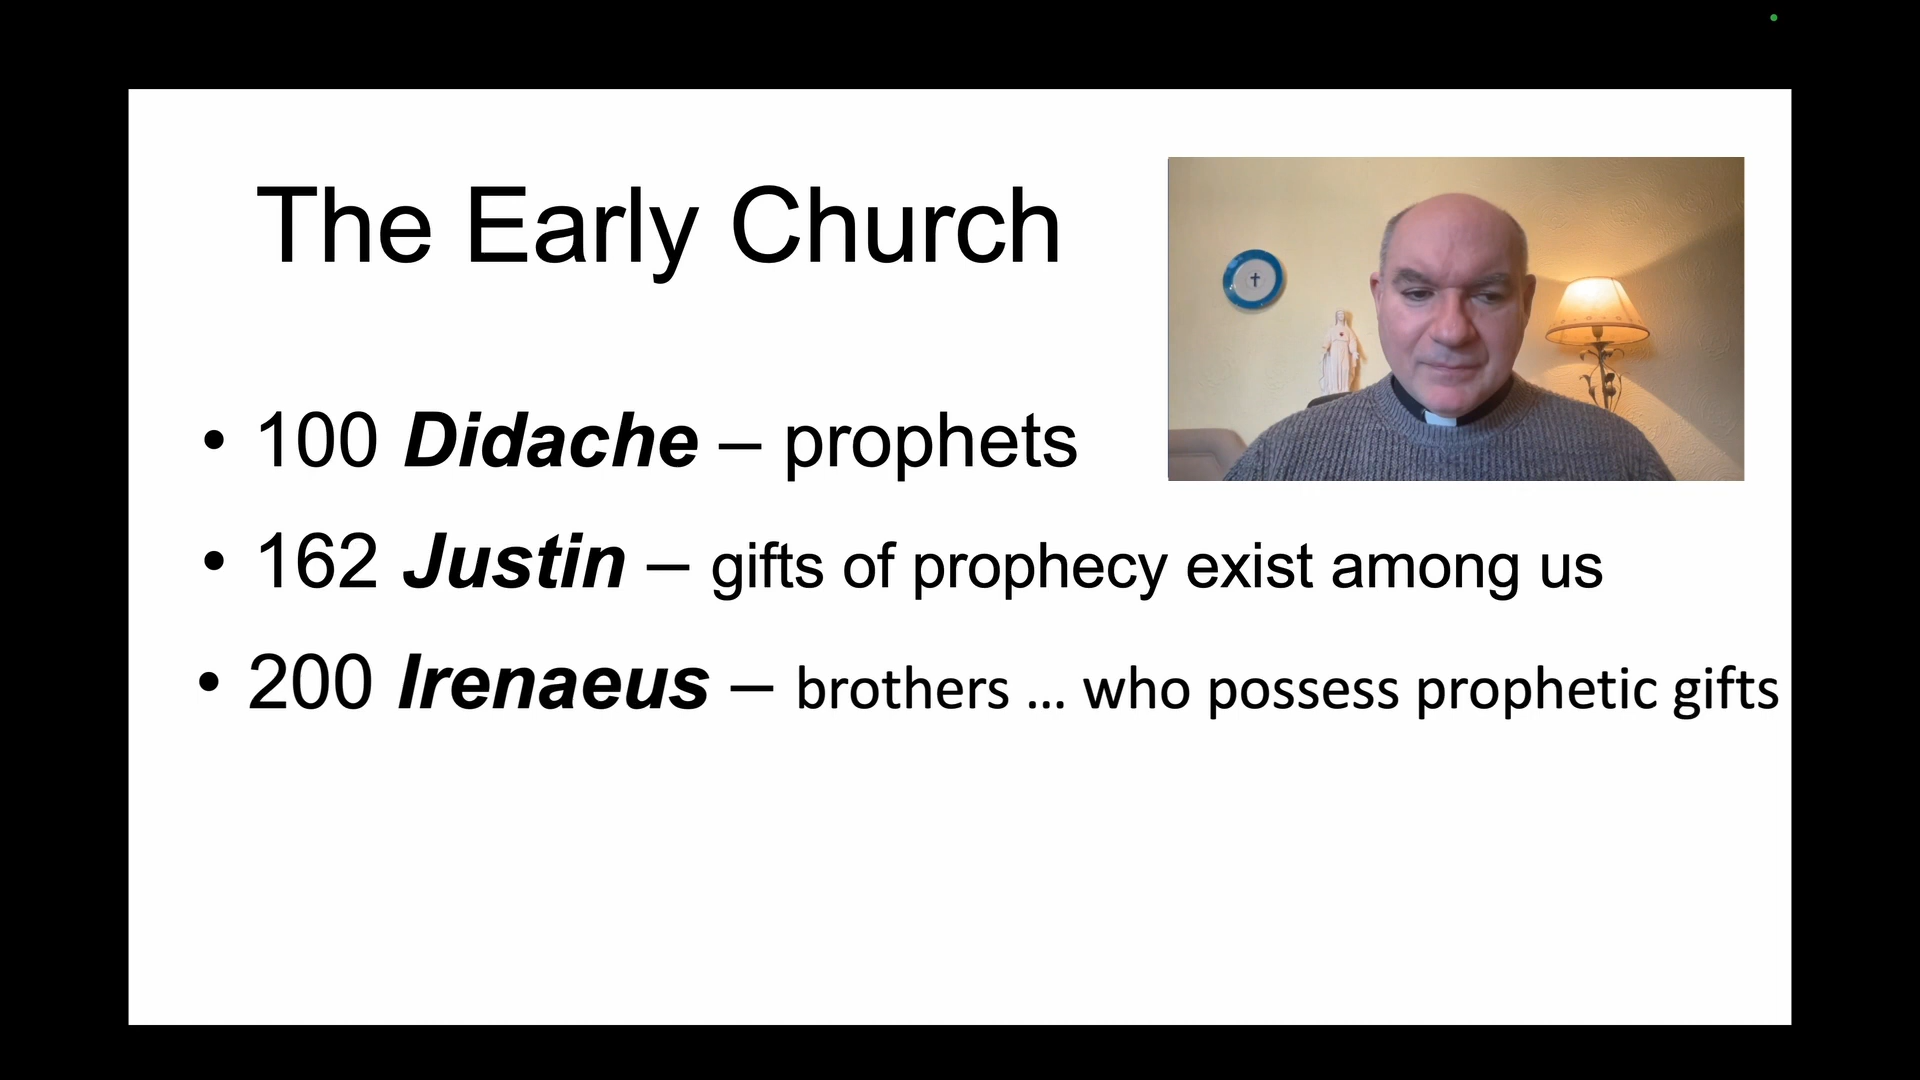 The Early Church
• 100 Didache – prophets
• 162 Justin – gifts of prophecy exist among us
• 200 Irenaeus – brothers ... who possess prophetic gifts